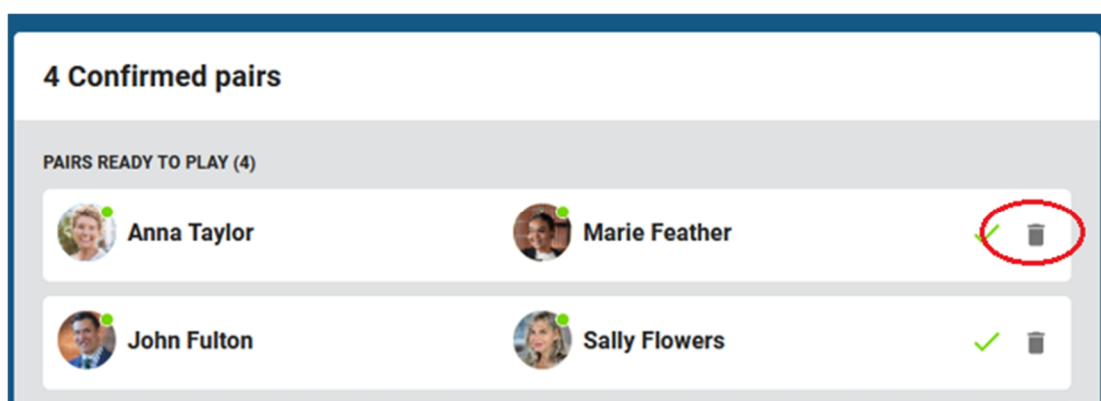 4 Confirmed pairs
PAIRS READY TO PLAY (4)
Anna Taylor Marie Feather
John Fulton Sally Flowers